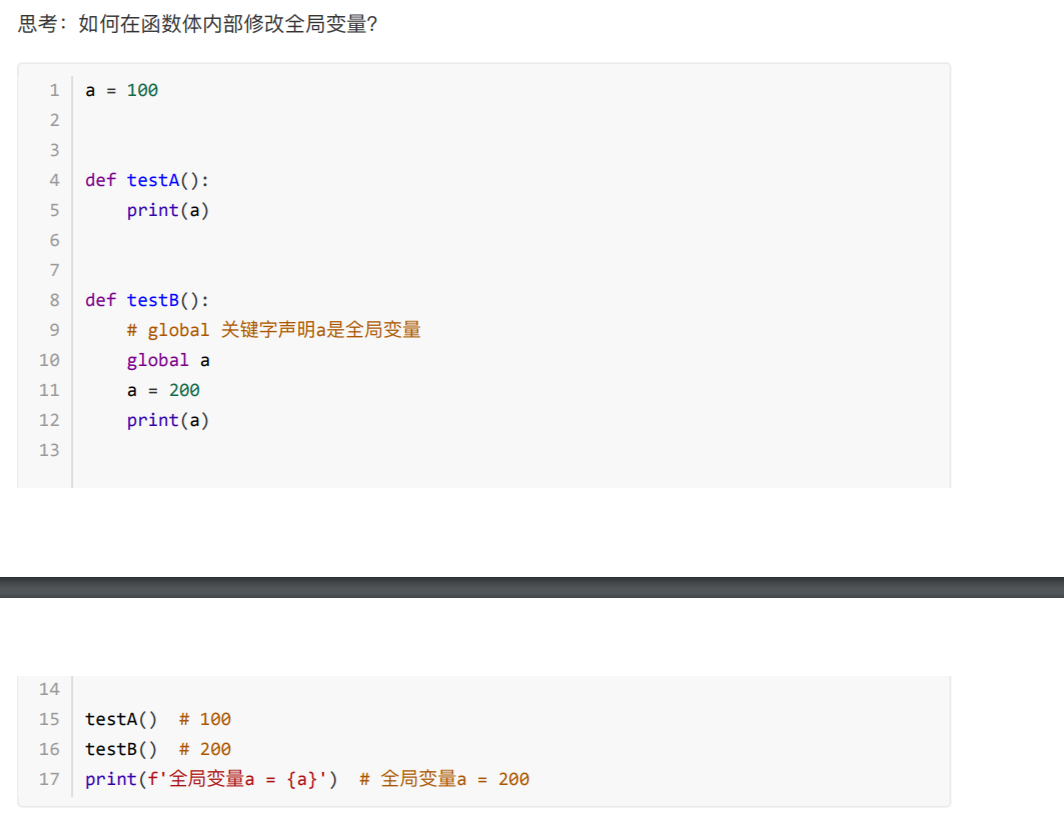 思考：如何在函数体内部修改全局变量?
1 a = 100
2
3
4 def testA():
5     print(a)
6
7
8 def testB():
9     # global 关键字声明a是全局变量
10     global a
11     a = 200
12     print(a)
13
14
15 testA()  # 100
16 testB()  # 200
17 print(f'全局变量a = {a}')  # 全局变量a = 200